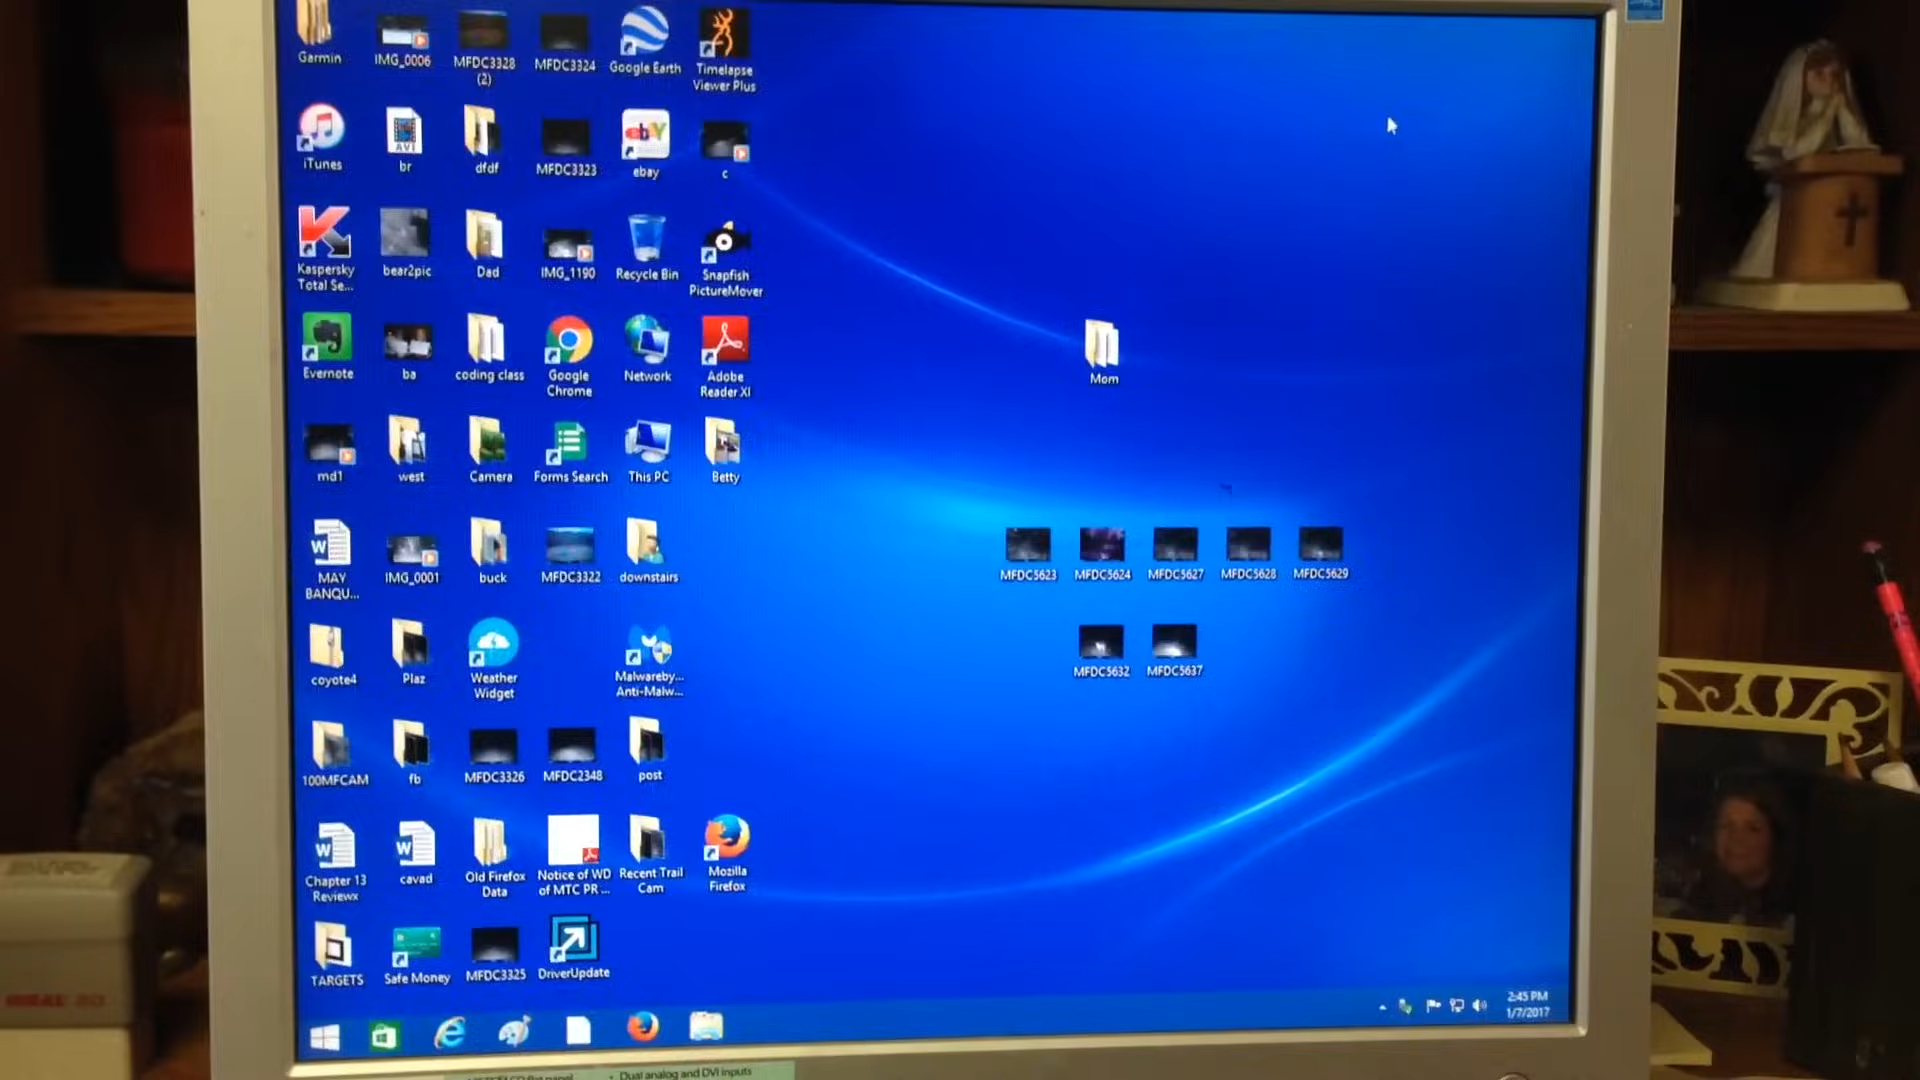 Garmin
IMG_0006
MFDC3328
(2)
MFDC3324
Google Earth
Timelapse
Viewer Plus
iTunes
AVI
br
dfdf
MFDC3323
ebay
ebay
c
Kaspersky
Total Se...
bear2pic
Dad
IMG_1190
Recycle Bin
Snapfish
PictureMover
Evernote
ba
coding class
Google
Chrome
Network
Adobe
Reader XI
Mom
md1
west
Camera
Forms Search
This PC
Betty
W
MAY
BANQU...
IMG_0001
buck
MFDC3322
downstairs
MFDC5623
MFDC5624
MFDC5627
MFDC5628
MFDC5629
coyote4
Plaz
Weather
Widget
Malwareby...
Anti-Malw...
MFDC5632
MFDC5637
100MFCAM
fb
MFDC3326
MFDC2348
post
W
Chapter 13
Reviewx
W
cavad
Old Firefox
Data
Notice of WD
of MTC PR ...
Recent Trail
Cam
Mozilla
Firefox
TARGETS
Safe Money
MFDC3325
DriverUpdate
2:45 PM
1/7/2017
• Dual analog and DVI inputs